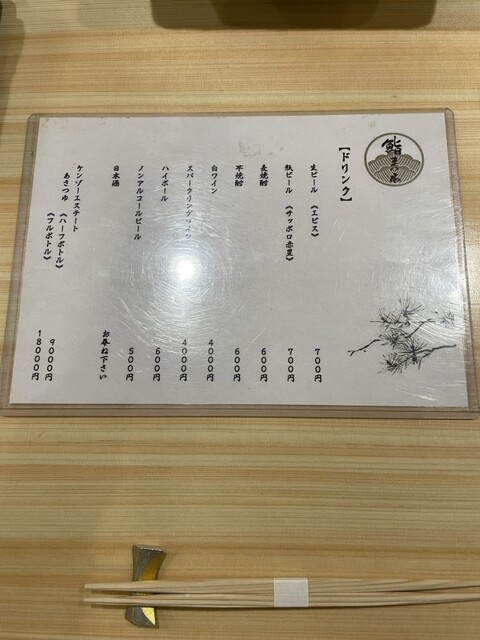 【ドリンク】
生ビール 《エビス》 700円
瓶ビール 《サッポロ赤星》 700円
麦焼酎 600円
芋焼酎 600円
白ワイン 4000円
スパークリングワイン 4000円
ハイボール 600円
ノンアルコールビール 500円
日本酒 お尋ね下さい
ケンゾーエステート
あさつゆ 《ハーフボトル》 9000円
《フルボトル》 18000円